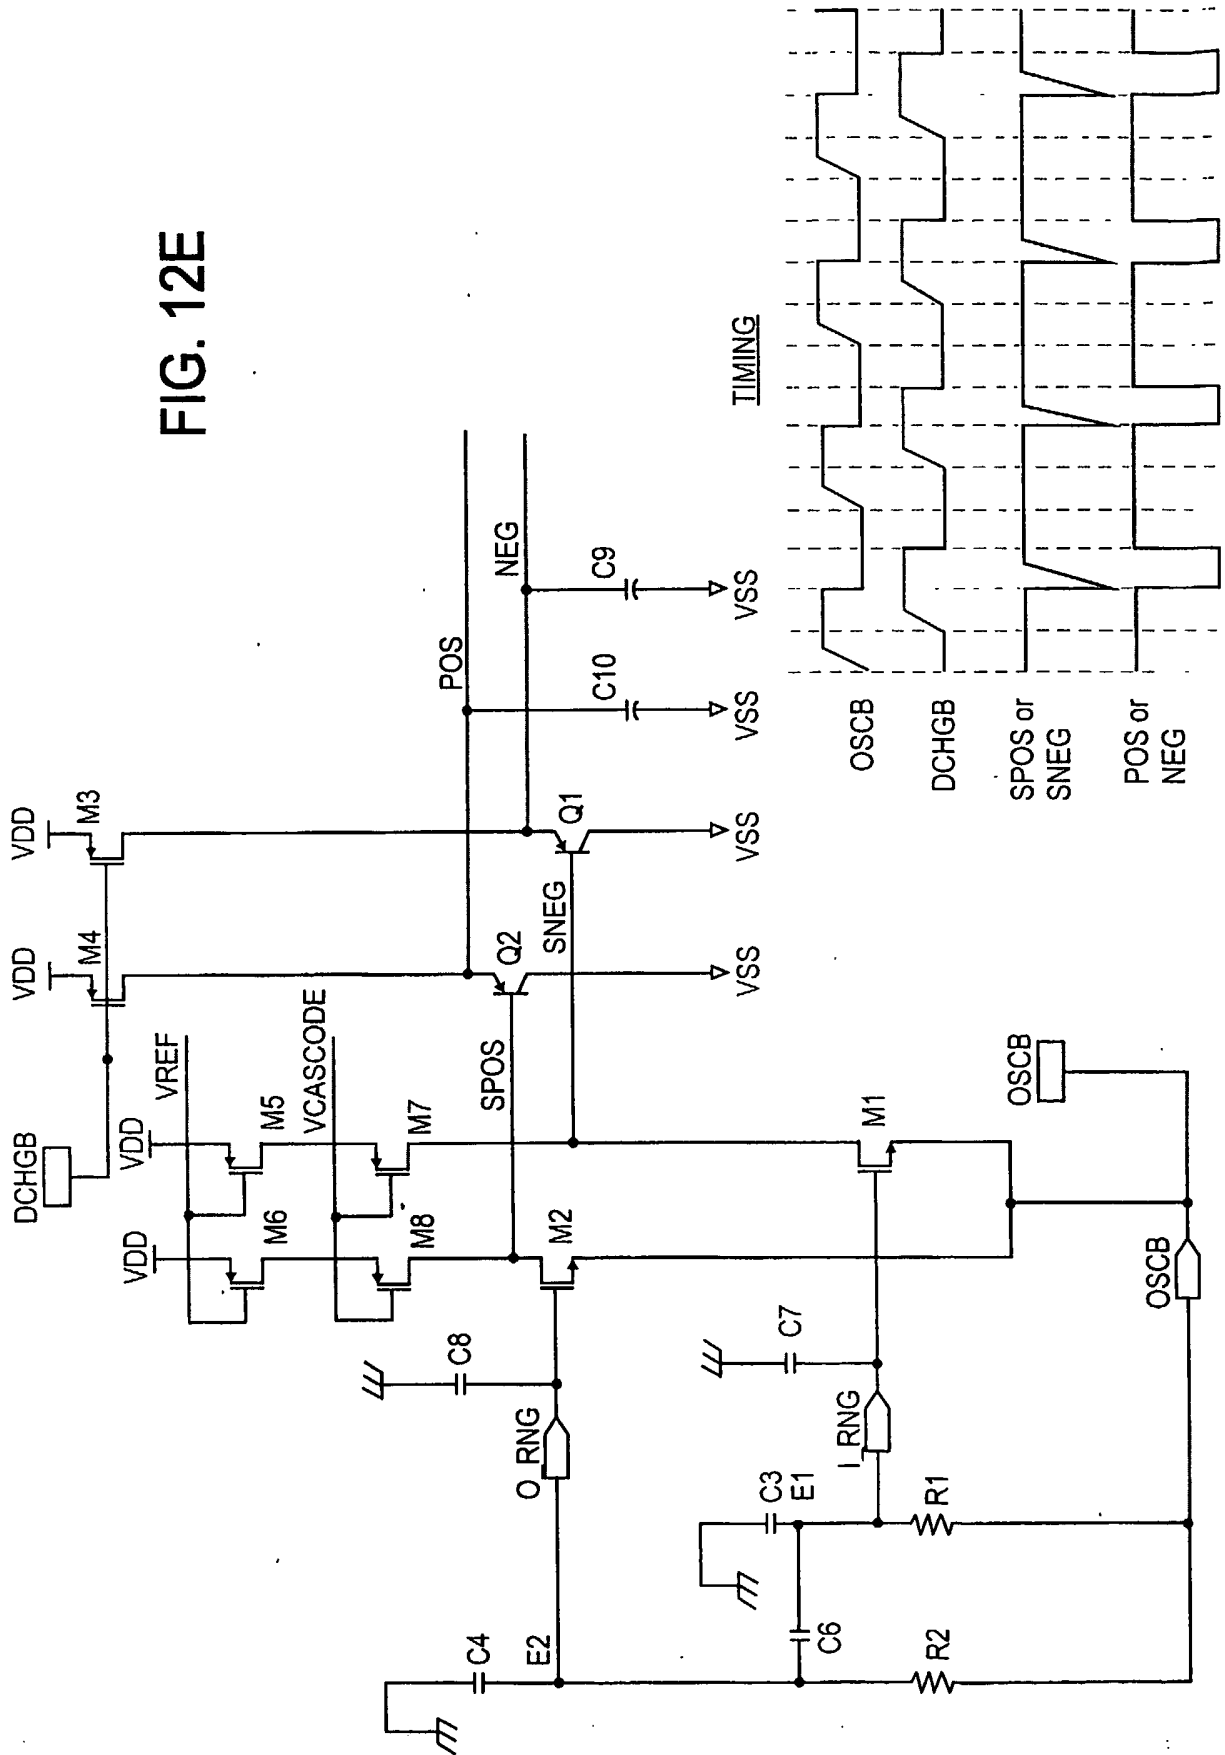 FIG. 12E
DCHGB
VDD
M4
VDD
M3
VDD
VDD
VREF
M6
M5
VCASCODE
M8
M7
SPOS
Q2
SNEG
Q1
POS
NEG
C10
C9
VSS
VSS
VSS
VSS
C8
O_RNG
M2
C4
E2
C7
I_RNG
M1
C3
E1
C6
R2
R1
OSCB
OSCB
TIMING
OSCB
DCHGB
SPOS or
SNEG
POS or
NEG